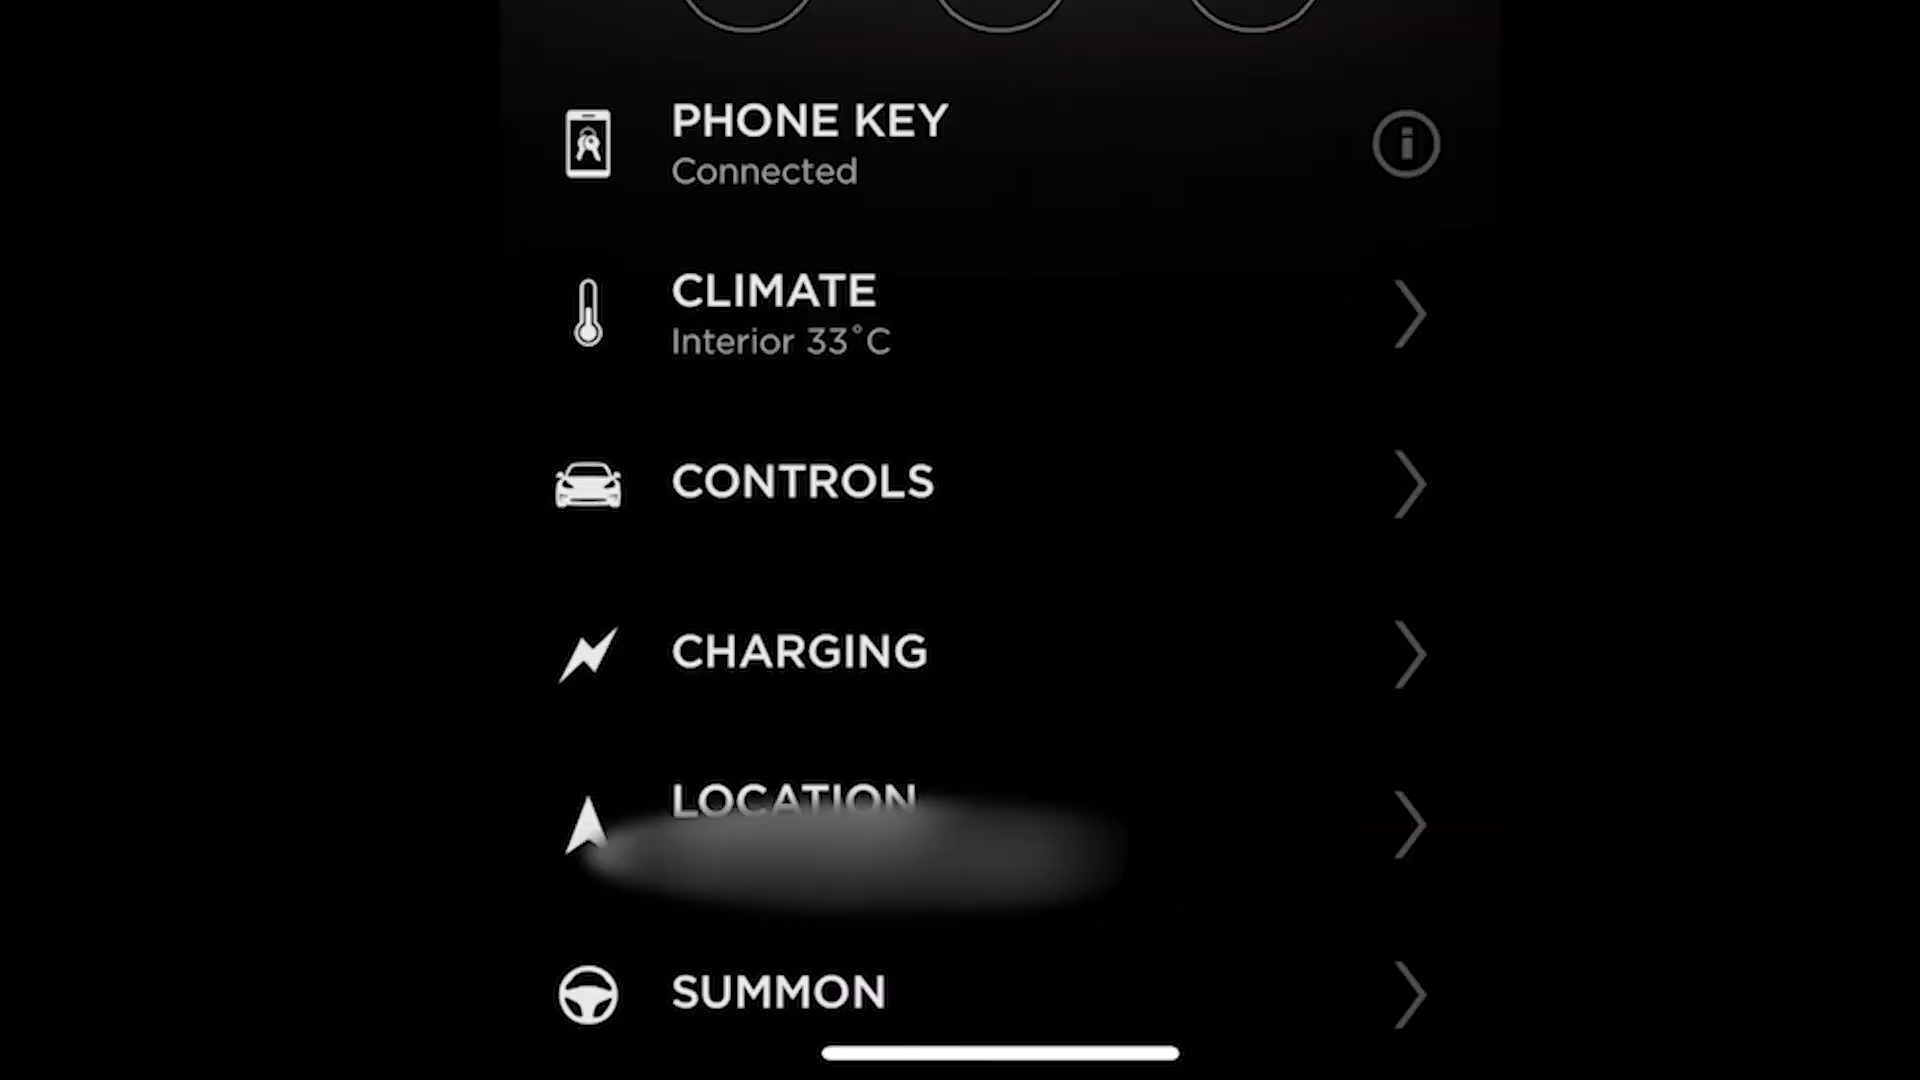 PHONE KEY
Connected
CLIMATE
Interior 33°C
CONTROLS
CHARGING
LOCATION
SUMMON